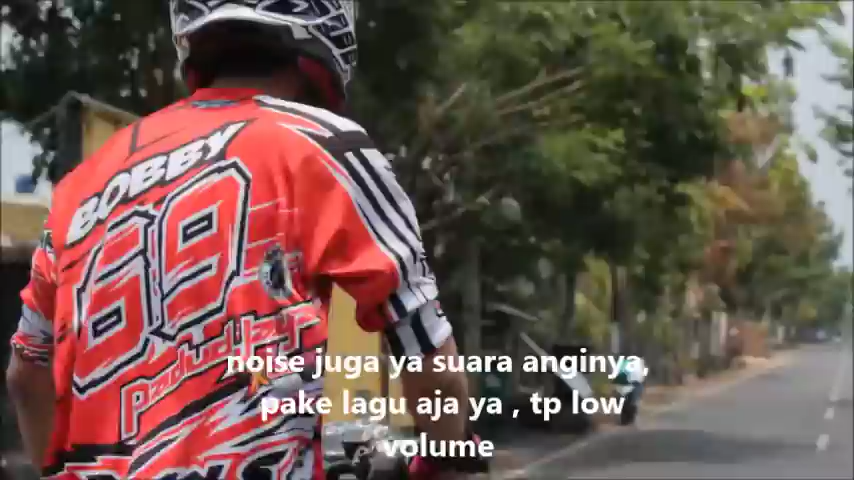 BOBBY
69
noise juga ya suara anginya,
pake lagu aja ya , tp low
volume